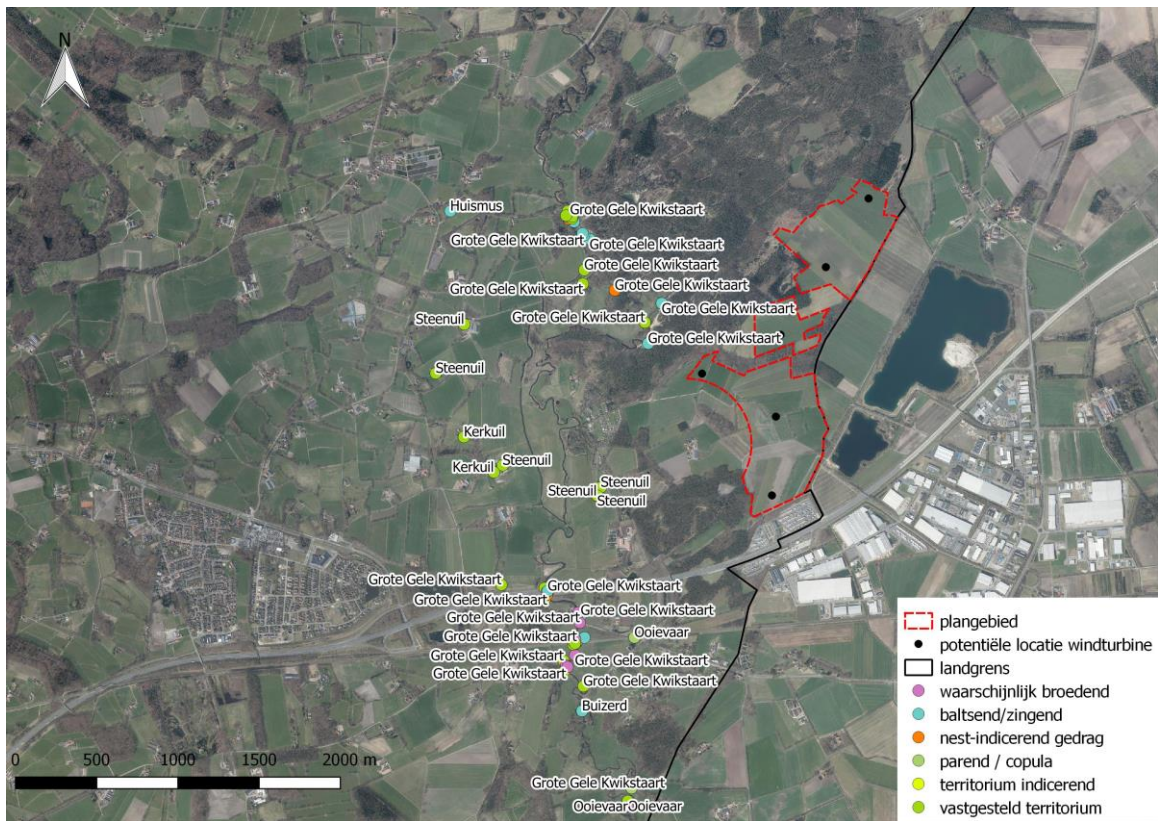 N
Huismus
Grote Gele Kwikstaart
Grote Gele Kwikstaart
Grote Gele Kwikstaart
Grote Gele Kwikstaart
Grote Gele Kwikstaart
Grote Gele Kwikstaart
Grote Gele Kwikstaart
Steenuil
Grote Gele Kwikstaart
Grote Gele Kwikstaart
Steenuil
Kerkuil
Kerkuil
Steenuil
Steenuil
Steenuil
Steenuil
Grote Gele Kwikstaart
Grote Gele Kwikstaart
Grote Gele Kwikstaart
Grote Gele Kwikstaart
Grote Gele Kwikstaart
Grote Gele Kwikstaart
Ooievaar
Grote Gele Kwikstaart
Grote Gele Kwikstaart
Grote Gele Kwikstaart
Grote Gele Kwikstaart
Buizerd
Grote Gele Kwikstaart
Ooievaar
Ooievaar
0 500 1000 1500 2000 m
plangebied
potentiële locatie windturbine
landgrens
waarschijnlijk broedend
baltsend/zingend
nest-indicerend gedrag
parend / copula
territorium indicerend
vastgesteld territorium